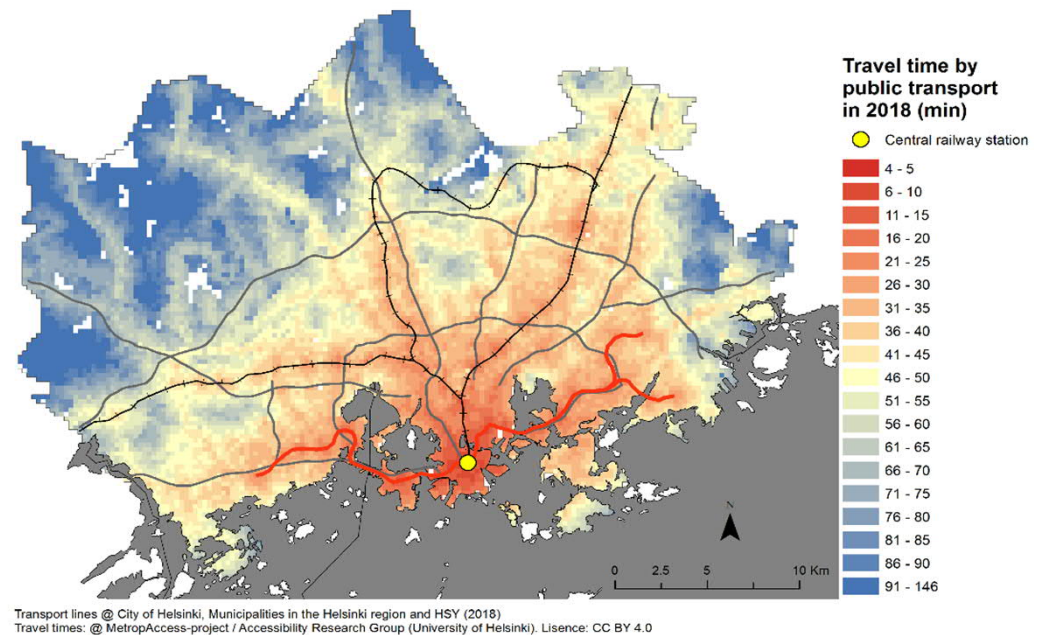 Travel time by
public transport
in 2018 (min)
Central railway station
4 - 5
6 - 10
11 - 15
16 - 20
21 - 25
26 - 30
31 - 35
36 - 40
41 - 45
46 - 50
51 - 55
56 - 60
61 - 65
66 - 70
71 - 75
76 - 80
81 - 85
86 - 90
91 - 146
N
0 2.5 5 10 Km
Transport lines @ City of Helsinki, Municipalities in the Helsinki region and HSY (2018)
Travel times: @ MetropAccess-project / Accessibility Research Group (University of Helsinki). Lisence: CC BY 4.0